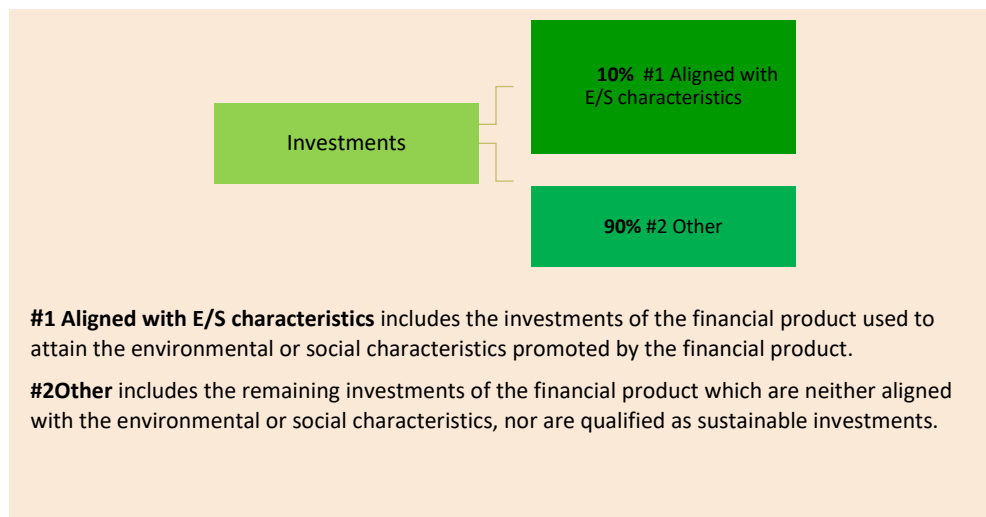 10% #1 Aligned with
E/S characteristics
Investments
90% #2 Other
#1 Aligned with E/S characteristics includes the investments of the financial product used to
attain the environmental or social characteristics promoted by the financial product.
#2Other includes the remaining investments of the financial product which are neither aligned
with the environmental or social characteristics, nor are qualified as sustainable investments.